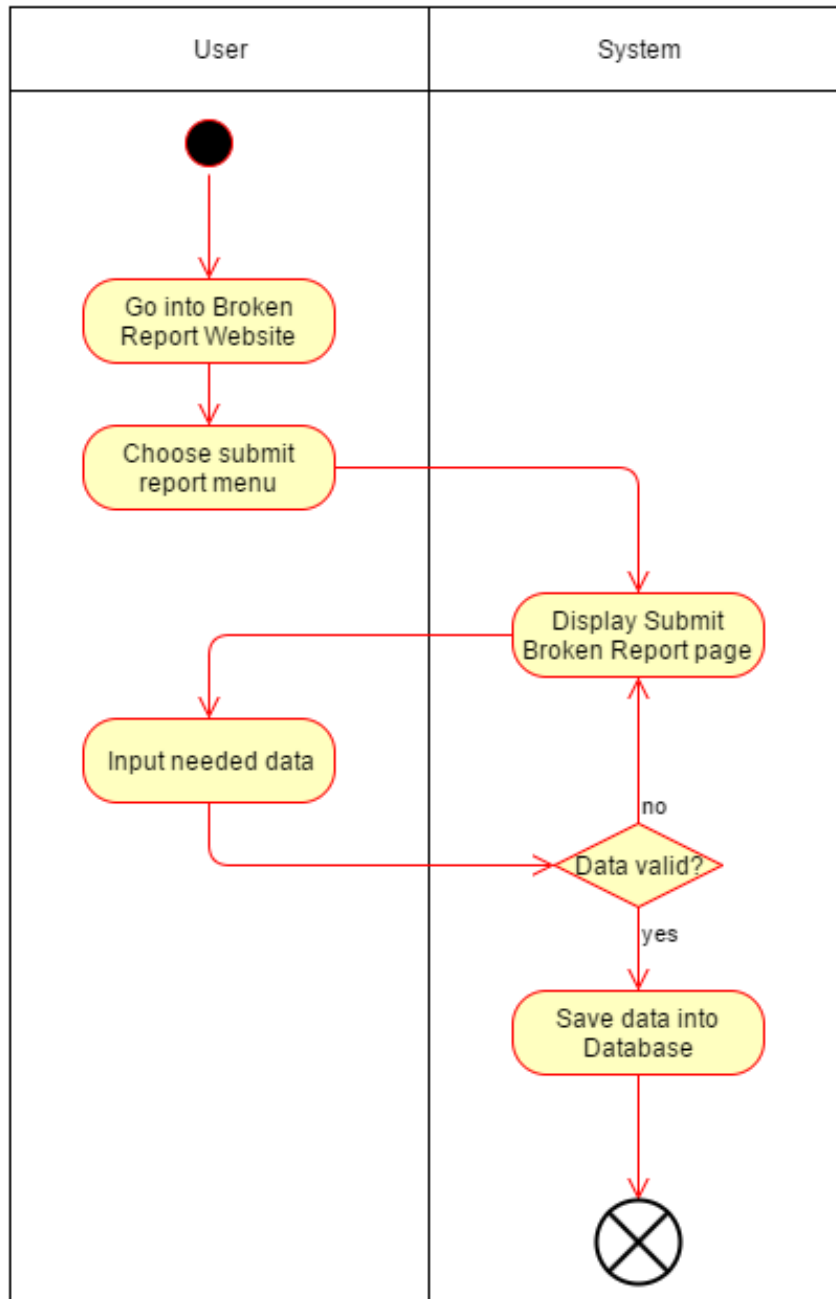 User
System
Go into Broken
Report Website
Choose submit
report menu
Display Submit
Broken Report page
Input needed data
no
Data valid?
yes
Save data into
Database